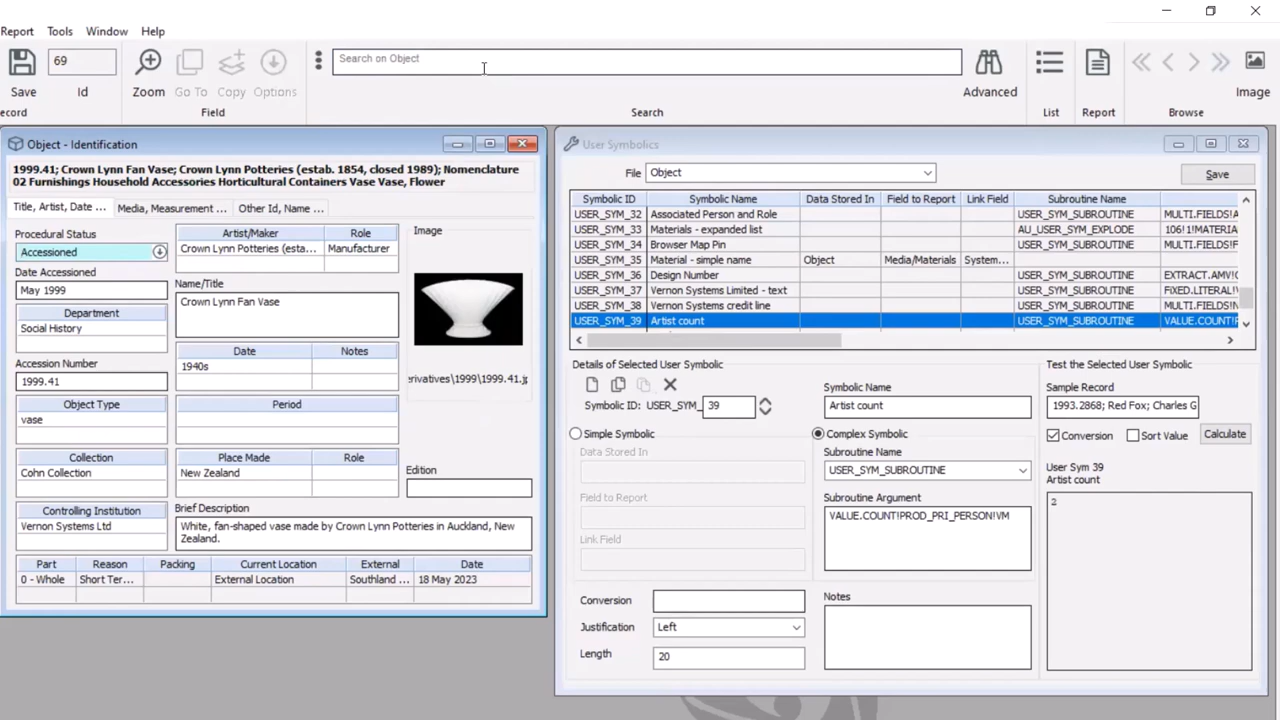 Report Tools Window Help
69
Save Id Zoom Go To Copy Options
Search on Object
Advanced List Report Browse Image
ecord Field Search
Object - Identification
1999.41; Crown Lynn Fan Vase; Crown Lynn Potteries (estab. 1854, closed 1989); Nomenclature
02 Furnishings Household Accessories Horticultural Containers Vase Vase, Flower
Title, Artist, Date ... Media, Measurement ... Other Id, Name ...
Procedural Status
Accessioned
Date Accessioned
May 1999
Department
Social History
Accession Number
1999.41
Object Type
vase
Collection
Cohn Collection
Controlling Institution
Vernon Systems Ltd
Artist/Maker Role
Crown Lynn Potteries (esta... Manufacturer
Name/Title
Crown Lynn Fan Vase
Date Notes
1940s
Period
Place Made Role
New Zealand
Brief Description
White, fan-shaped vase made by Crown Lynn Potteries in Auckland, New
Zealand.
Image
erivatives\1999\1999.41.j
Edition
Part Reason Packing Current Location External Date
0 - Whole Short Ter... External Location Southland ... 18 May 2023
User Symbolics
File Object Save
Symbolic ID Symbolic Name Data Stored In Field to Report Link Field Subroutine Name
USER_SYM_32 Associated Person and Role USER_SYM_SUBROUTINE MULTI.FIELDS!A
USER_SYM_33 Materials - expanded list AU_USER_SYM_EXPLODE 106!1!MATERIA
USER_SYM_34 Browser Map Pin USER_SYM_SUBROUTINE MULTI.FIELDS!
USER_SYM_35 Material - simple name Object Media/Materials System...
USER_SYM_36 Design Number USER_SYM_SUBROUTINE EXTRACT.AMV!
USER_SYM_37 Vernon Systems Limited - text USER_SYM_SUBROUTINE FIXED.LITERAL!
USER_SYM_38 Vernon Systems credit line USER_SYM_SUBROUTINE MULTI.FIELDS!
USER_SYM_39 Artist count USER_SYM_SUBROUTINE VALUE.COUNT!
Details of Selected User Symbolic
Symbolic ID: USER_SYM_ 39
Symbolic Name
Artist count
Simple Symbolic
Data Stored In
Field to Report
Link Field
Complex Symbolic
Subroutine Name
USER_SYM_SUBROUTINE
Subroutine Argument
VALUE.COUNT!PROD_PRI_PERSON!VM
Conversion
Justification Left
Length 20
Notes
Test the Selected User Symbolic
Sample Record
1993.2868; Red Fox; Charles G
Conversion Sort Value Calculate
User Sym 39
Artist count
2